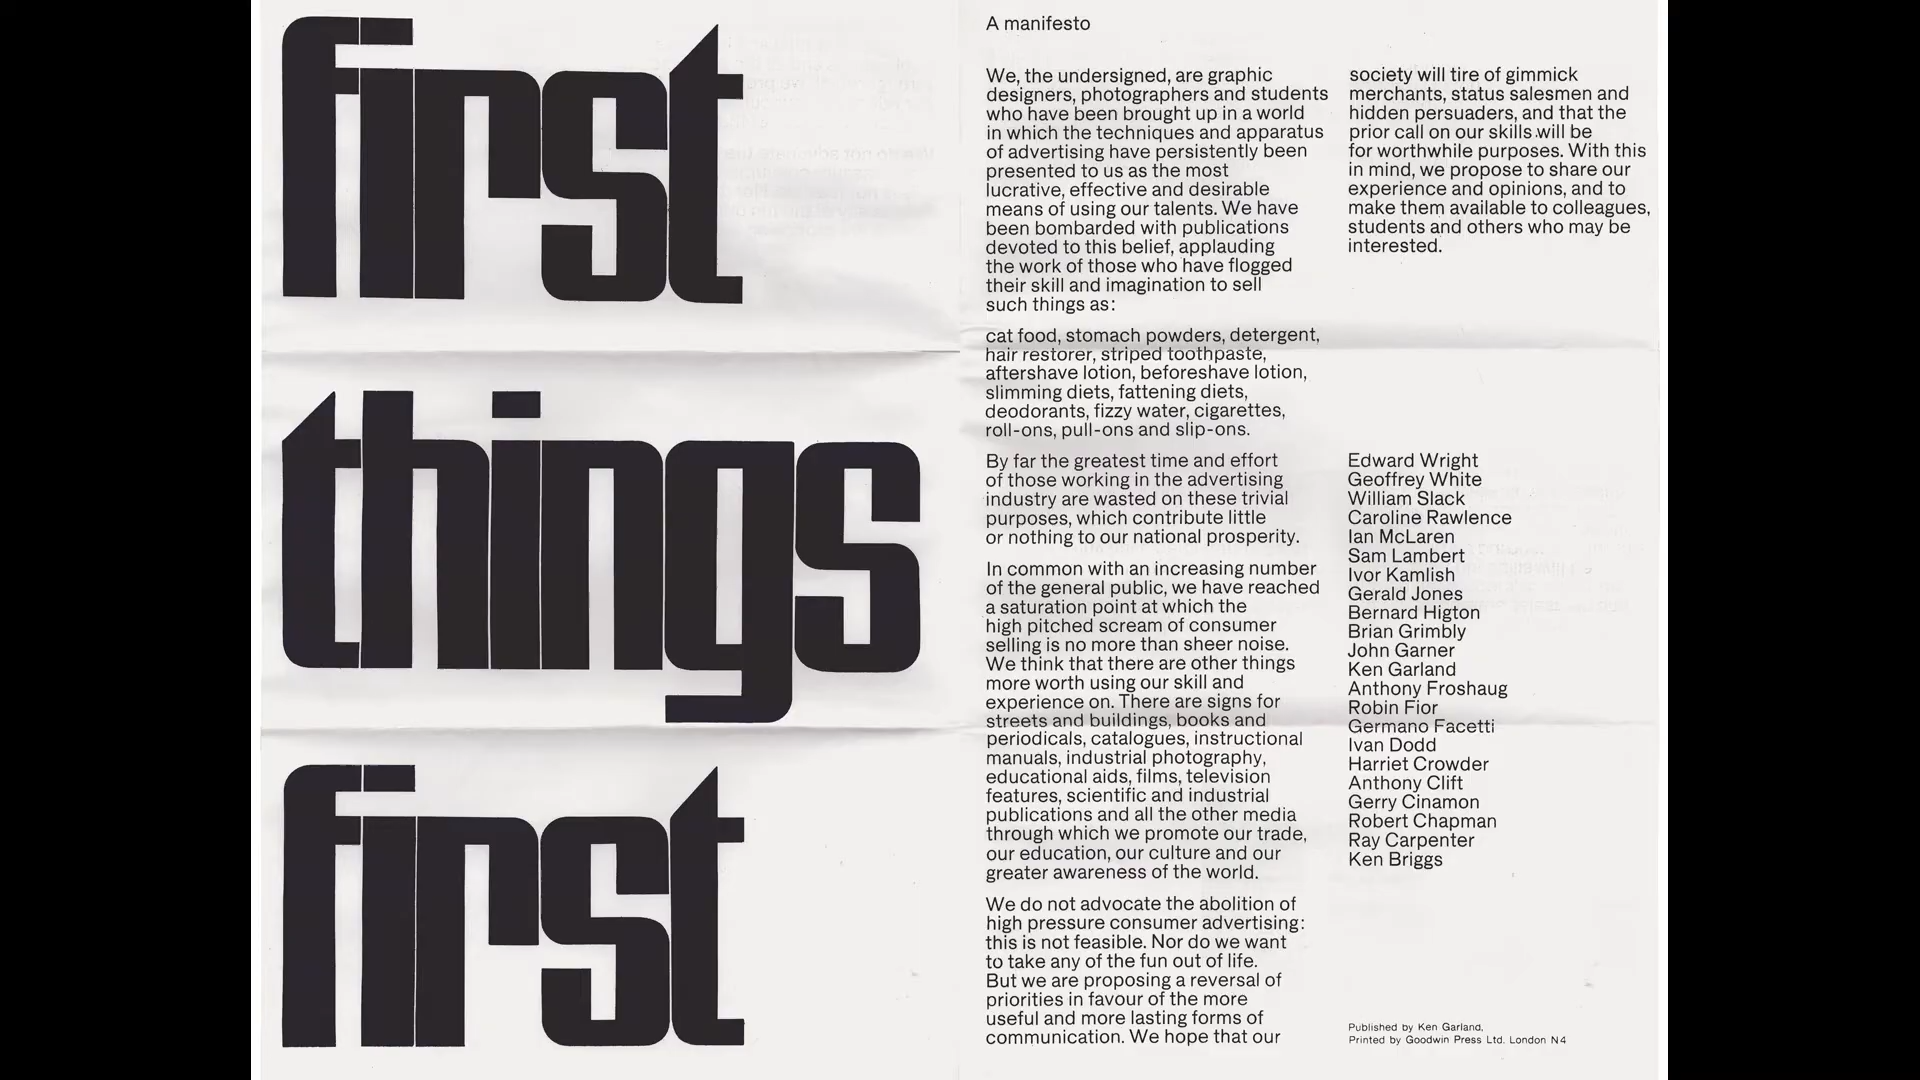 first
things
first
A manifesto
We, the undersigned, are graphic
designers, photographers and students
who have been brought up in a world
in which the techniques and apparatus
of advertising have persistently been
presented to us as the most
lucrative, effective and desirable
means of using our talents. We have
been bombarded with publications
devoted to this belief, applauding
the work of those who have flogged
their skill and imagination to sell
such things as:
cat food, stomach powders, detergent,
hair restorer, striped toothpaste,
aftershave lotion, beforeshave lotion,
slimming diets, fattening diets,
deodorants, fizzy water, cigarettes,
roll-ons, pull-ons and slip-ons.
By far the greatest time and effort
of those working in the advertising
industry are wasted on these trivial
purposes, which contribute little
or nothing to our national prosperity.
In common with an increasing number
of the general public, we have reached
a saturation point at which the
high pitched scream of consumer
selling is no more than sheer noise.
We think that there are other things
more worth using our skill and
experience on. There are signs for
streets and buildings, books and
periodicals, catalogues, instructional
manuals, industrial photography,
educational aids, films, television
features, scientific and industrial
publications and all the other media
through which we promote our trade,
our education, our culture and our
greater awareness of the world.
We do not advocate the abolition of
high pressure consumer advertising:
this is not feasible. Nor do we want
to take any of the fun out of life.
But we are proposing a reversal of
priorities in favour of the more
useful and more lasting forms of
communication. We hope that our
society will tire of gimmick
merchants, status salesmen and
hidden persuaders, and that the
prior call on our skills will be
for worthwhile purposes. With this
in mind, we propose to share our
experience and opinions, and to
make them available to colleagues,
students and others who may be
interested.
Edward Wright
Geoffrey White
William Slack
Caroline Rawlence
Ian McLaren
Sam Lambert
Ivor Kamlish
Gerald Jones
Bernard Higton
Brian Grimbly
John Garner
Ken Garland
Anthony Froshaug
Robin Fior
Germano Facetti
Ivan Dodd
Harriet Crowder
Anthony Clift
Gerry Cinamon
Robert Chapman
Ray Carpenter
Ken Briggs
Published by Ken Garland.
Printed by Goodwin Press Ltd. London N4